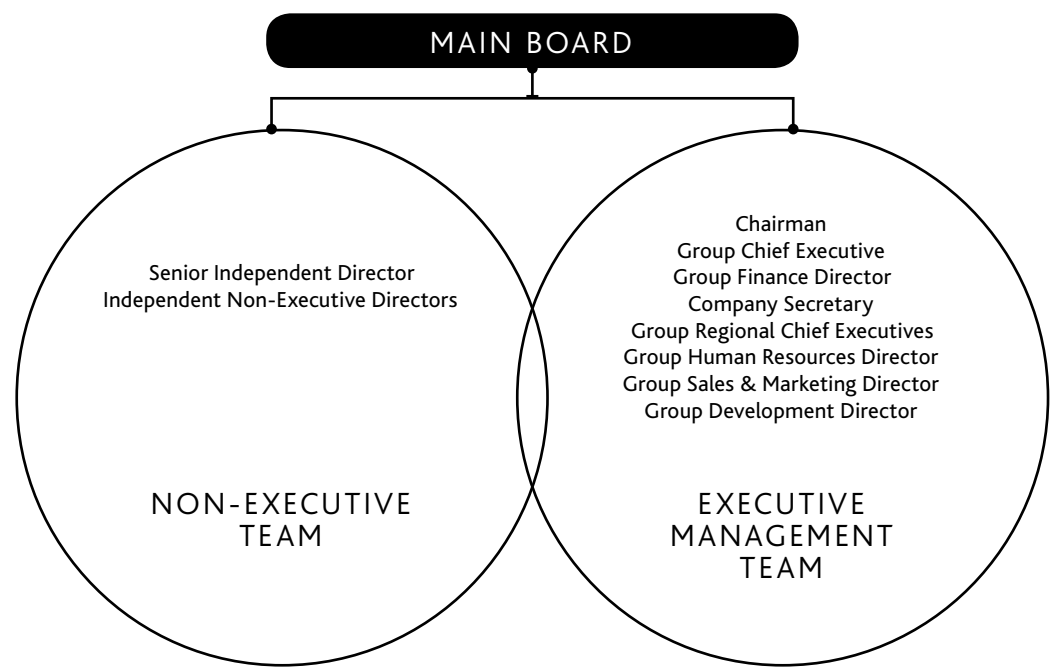 MAIN BOARD
Senior Independent Director
Independent Non-Executive Directors
NON-EXECUTIVE
TEAM
Chairman
Group Chief Executive
Group Finance Director
Company Secretary
Group Regional Chief Executives
Group Human Resources Director
Group Sales & Marketing Director
Group Development Director
EXECUTIVE
MANAGEMENT
TEAM